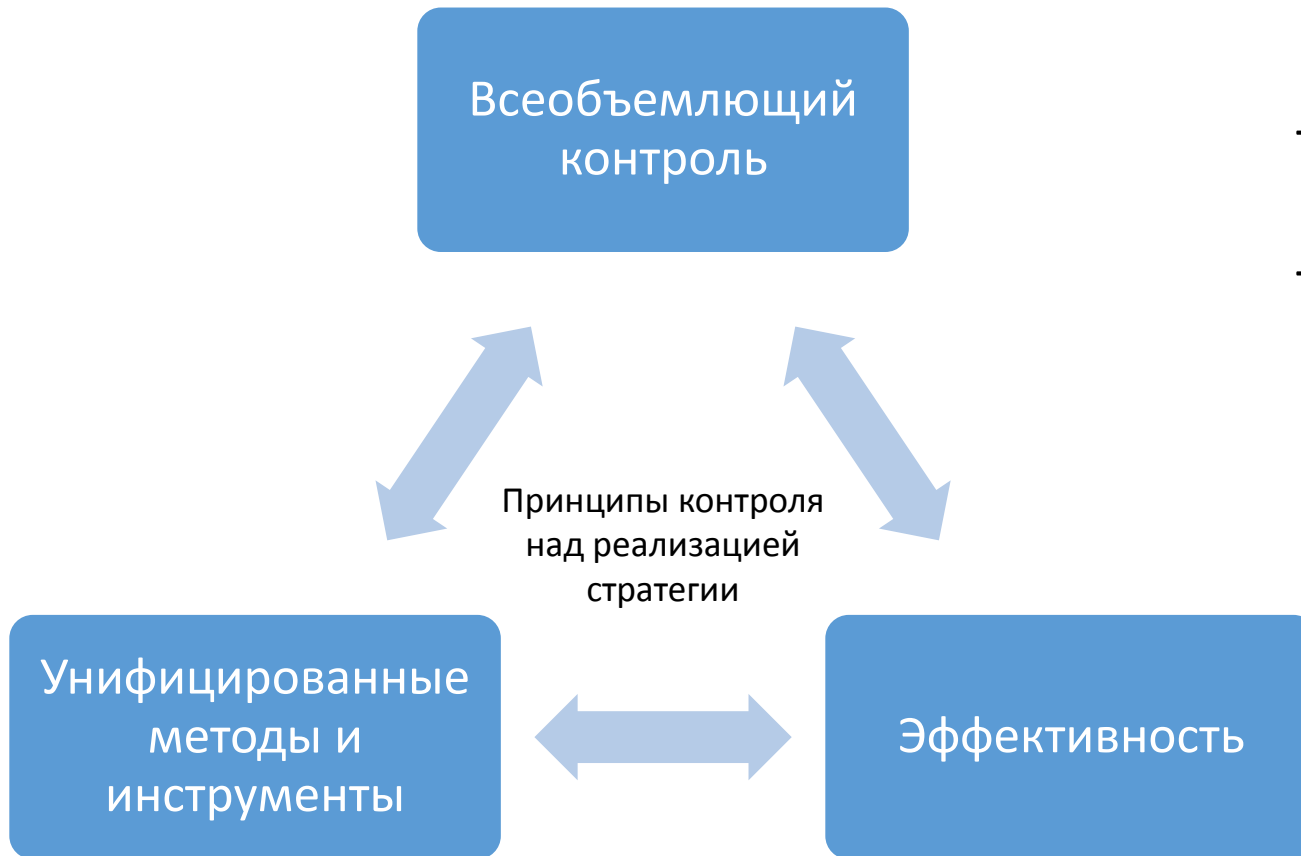 Всеобъемлющий
контроль
Принципы контроля
над реализацией
стратегии
Унифицированные
методы и
инструменты
Эффективность